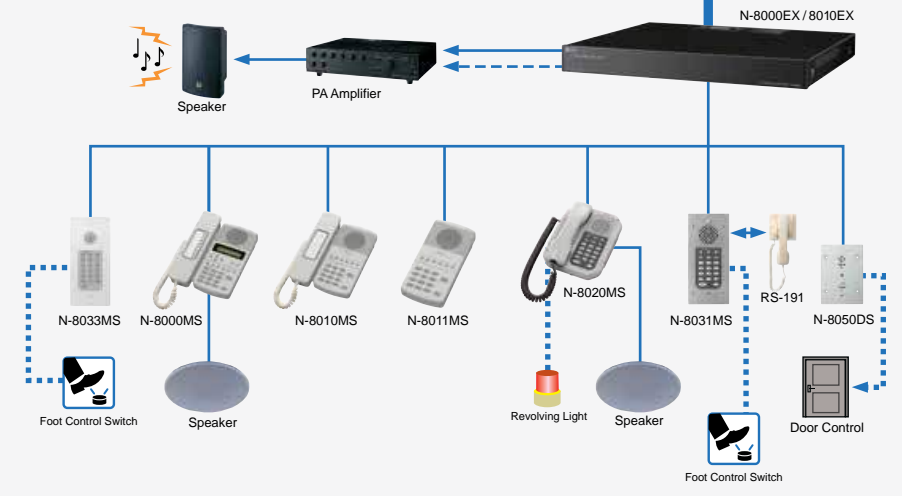 N-8000EX / 8010EX
Speaker
PA Amplifier
N-8033MS
N-8000MS
N-8010MS
N-8011MS
N-8020MS
N-8031MS
RS-191
N-8050DS
Foot Control Switch
Speaker
Revolving Light
Speaker
Door Control
Foot Control Switch